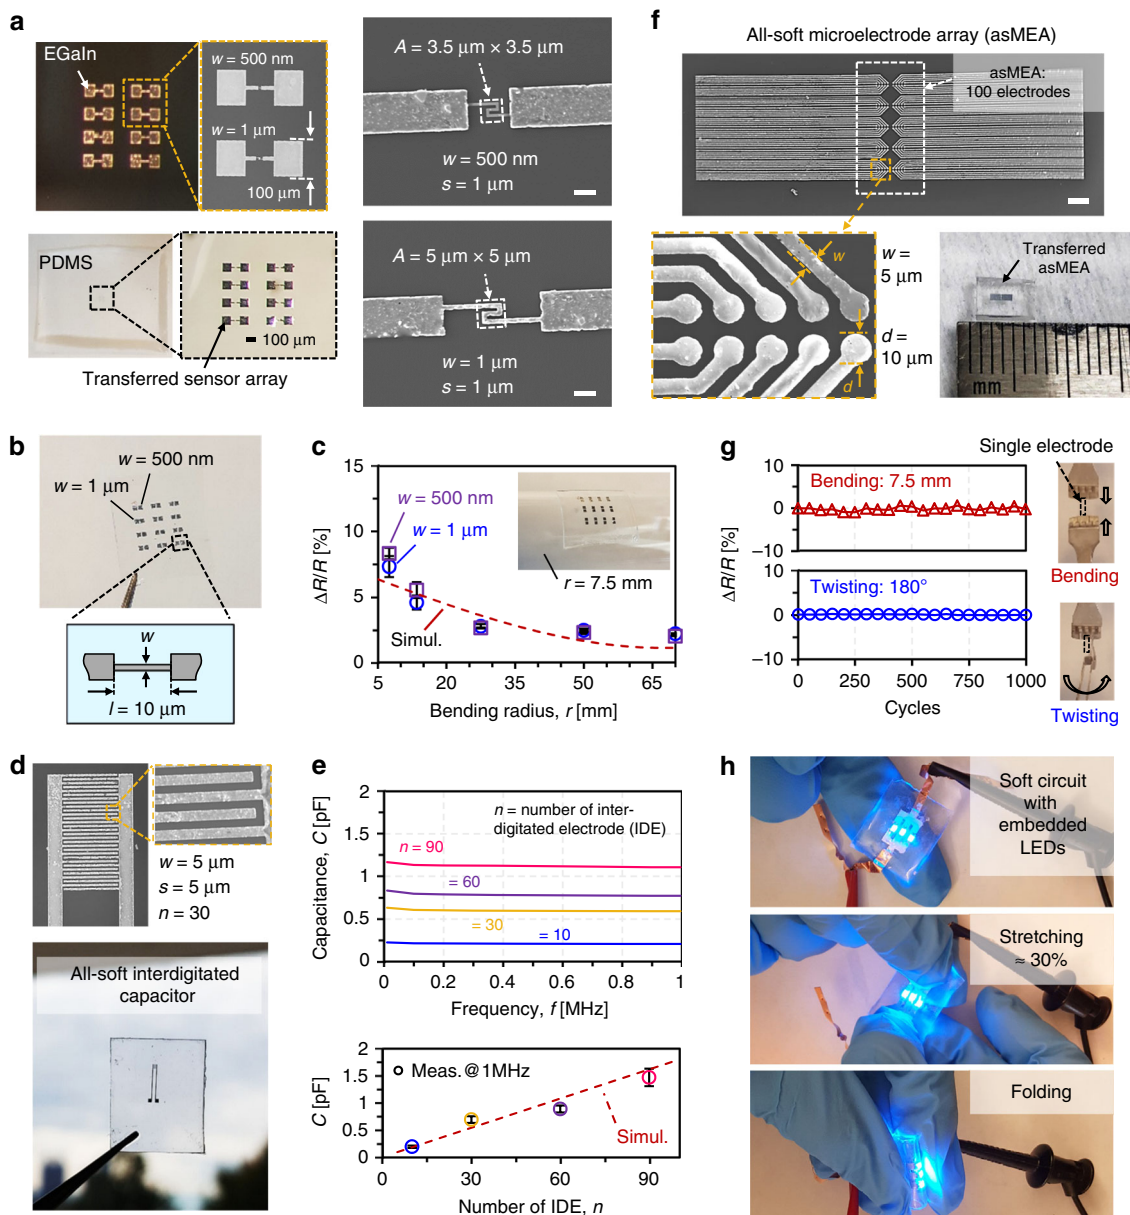 a
EGaIn
w = 500 nm
w = 1 µm
100 µm
A = 3.5 µm × 3.5 µm
w = 500 nm
s = 1 µm
PDMS
100 µm
Transferred sensor array
A = 5 µm × 5 µm
w = 1 µm
s = 1 µm
f
All-soft microelectrode array (asMEA)
asMEA:
100 electrodes
w
w =
5 µm
d =
10 µm
d
Transferred
asMEA
mm
b
w = 500 nm
w = 1 µm
w
l = 10 µm
c
15
10
5
0
ΔR/R [%]
w = 500 nm
w = 1 µm
r = 7.5 mm
Simul.
5
20
35
50
65
Bending radius, r [mm]
g
Single electrode
10
0
−10
Bending: 7.5 mm
ΔR/R [%]
10
0
−10
Twisting: 180°
0
250
500
750
1000
Cycles
Bending
Twisting
d
w = 5 µm
s = 5 µm
n = 30
All-soft interdigitated
capacitor
e
2
1.5
1
0.5
0
Capacitance, C [pF]
n = number of inter-
digitated electrode (IDE)
n = 90
= 60
= 30
= 10
0
0.2
0.4
0.6
0.8
1
Frequency, f [MHz]
2
1.5
1
0.5
0
C [pF]
Meas.@1MHz
Simul.
0
30
60
90
Number of IDE, n
h
Soft circuit
with
embedded
LEDs
Stretching
≈ 30%
Folding